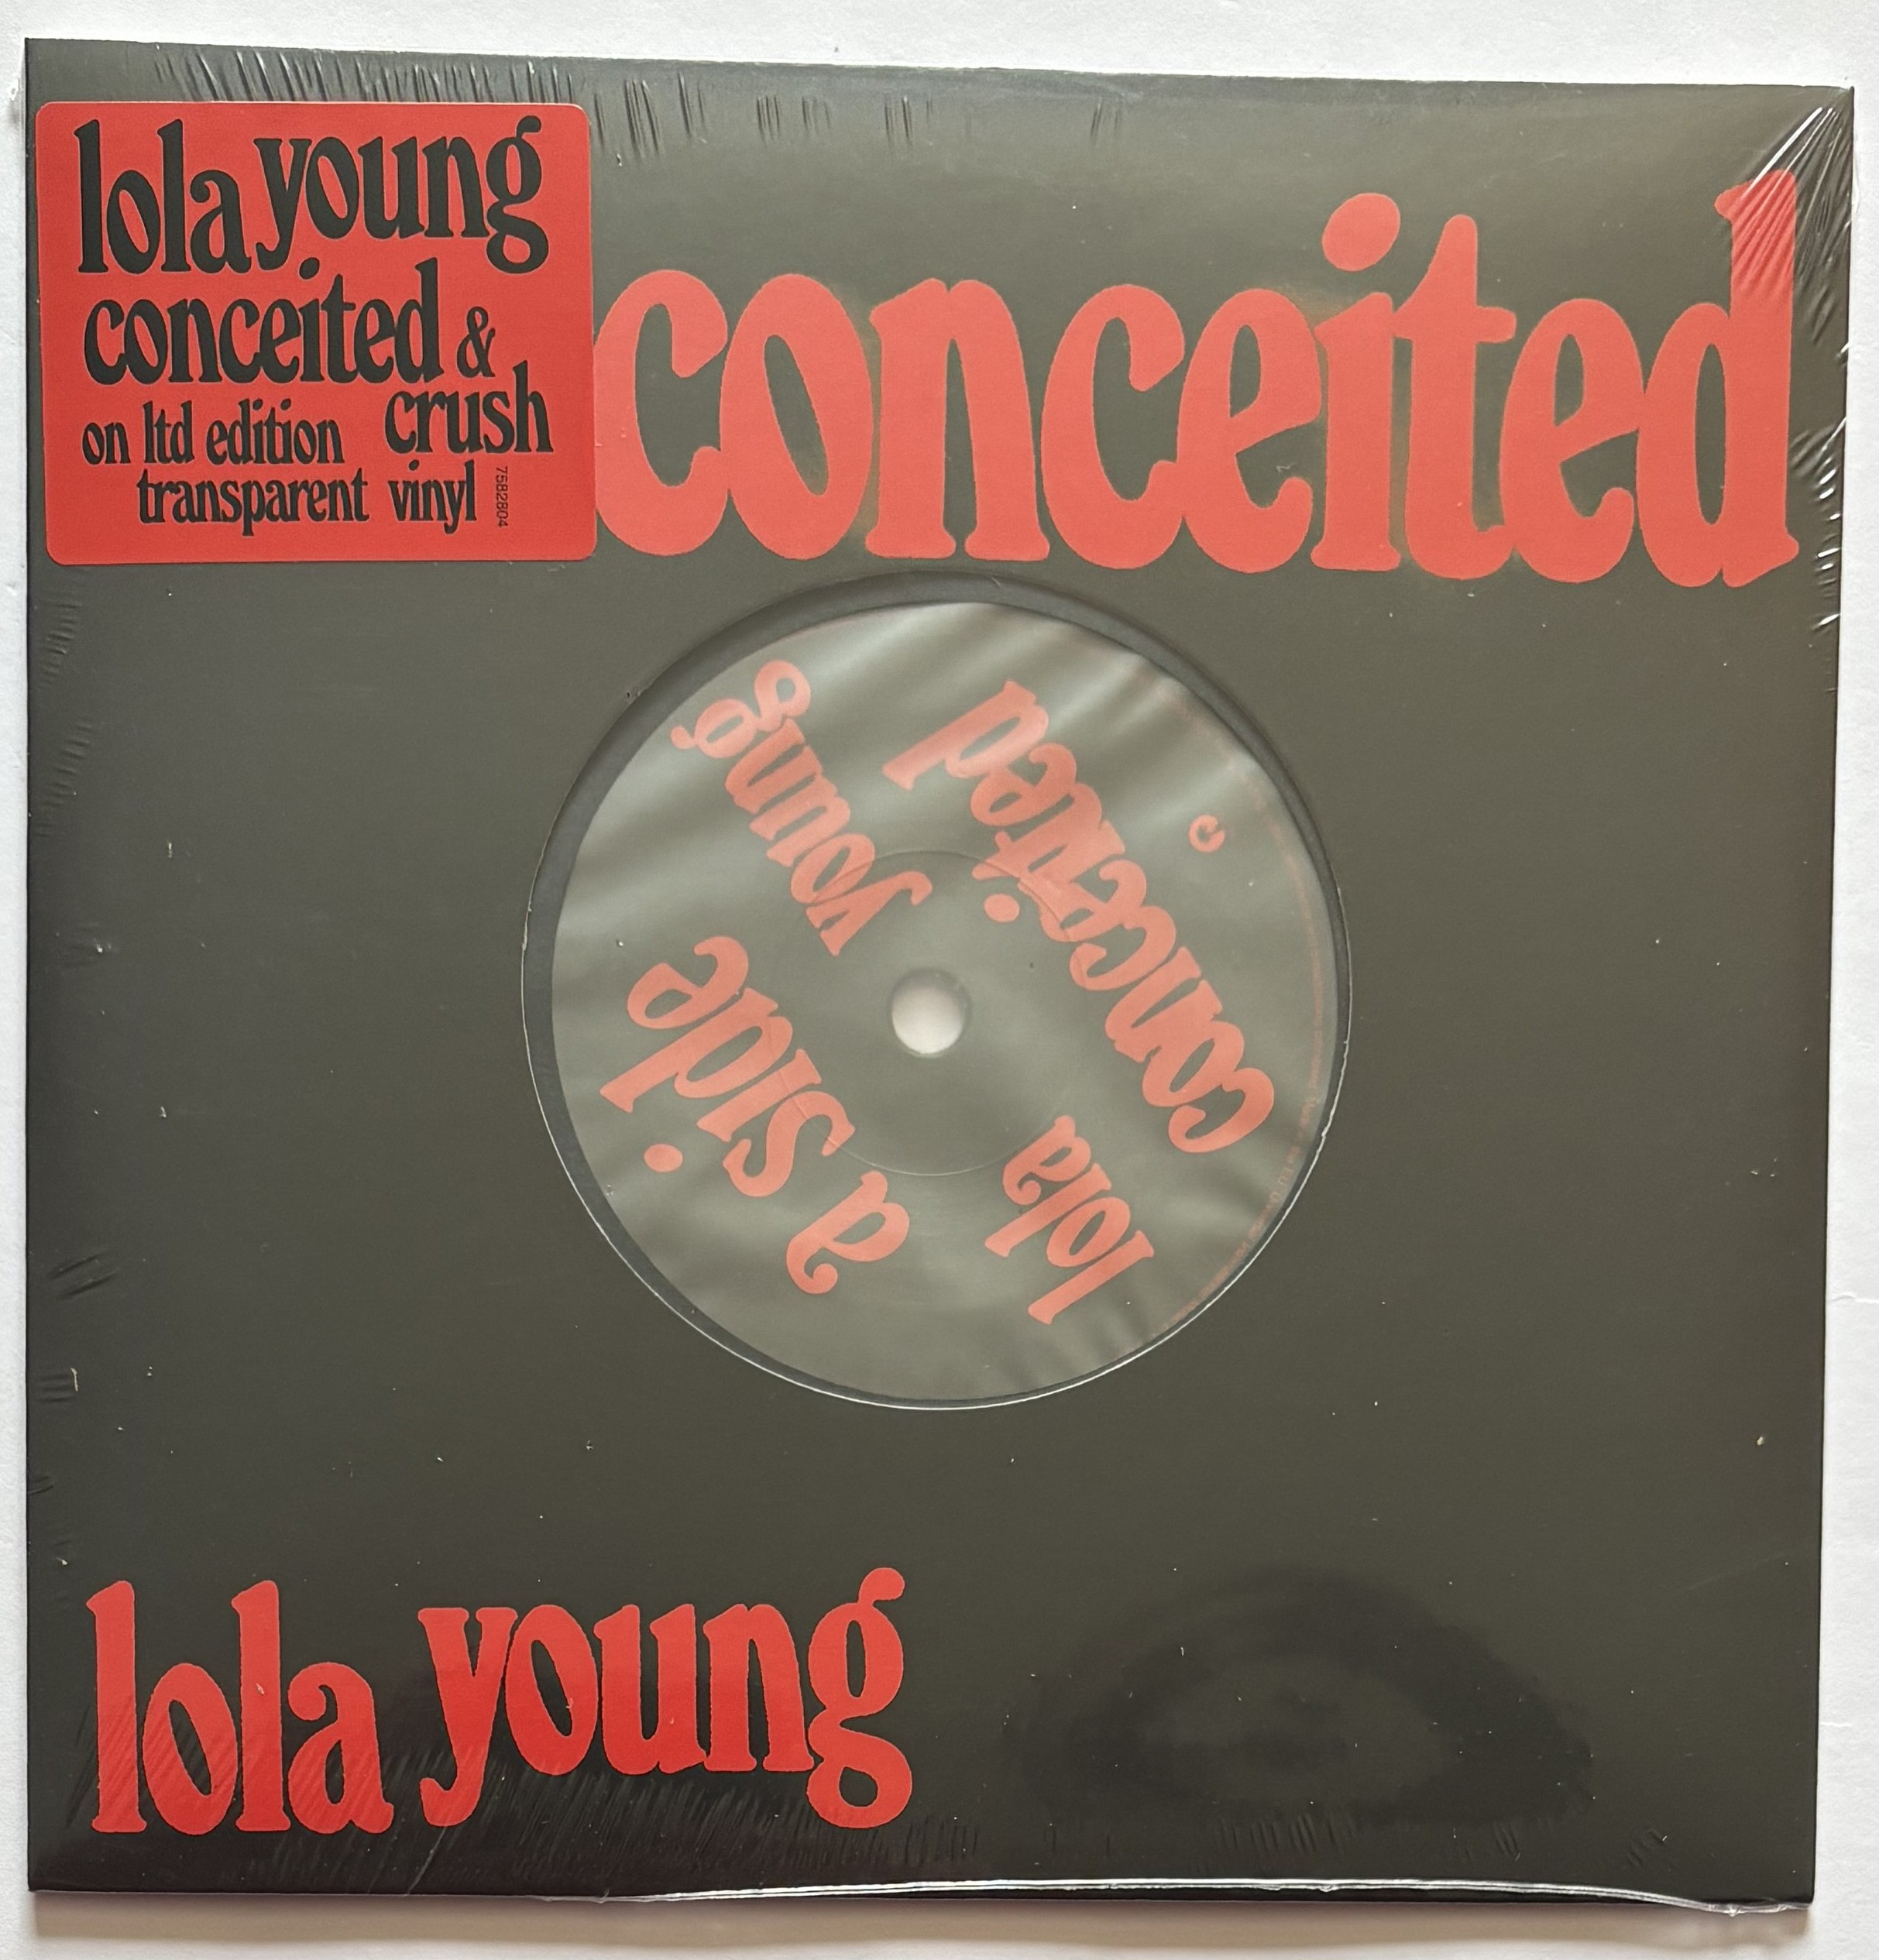 lola young
conceited &
crush
on ltd edition
transparent vinyl
7582804
conceited
conceited
lola young
a side
lola young